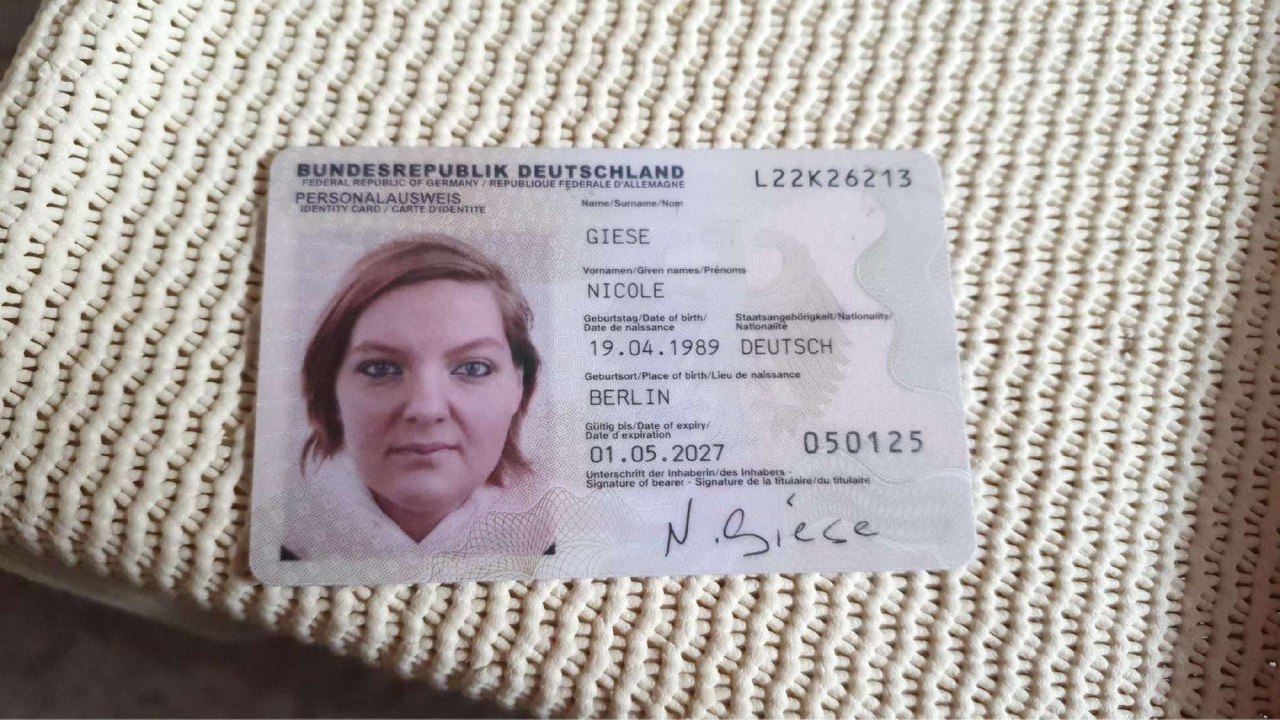 BUNDESREPUBLIK DEUTSCHLAND
FEDERAL REPUBLIC OF GERMANY / REPUBLIQUE FEDERALE D'ALLEMAGNE
PERSONALAUSWEIS
IDENTITY CARD / CARTE D'IDENTITE
L22K26213
Name/Surname/Nom
GIESE
Vornamen/Given names/Prénoms
NICOLE
Geburtstag/Date of birth/
Date de naissance
Staatsangehörigkeit/Nationality/
Nationalité
19.04.1989 DEUTSCH
Geburtsort/Place of birth/Lieu de naissance
BERLIN
Gültig bis/Date of expiry/
Date d'expiration
01.05.2027
050125
Unterschrift der Inhaberin/des Inhabers -
Signature of bearer - Signature de la titulaire/du titulaire
N. Giese